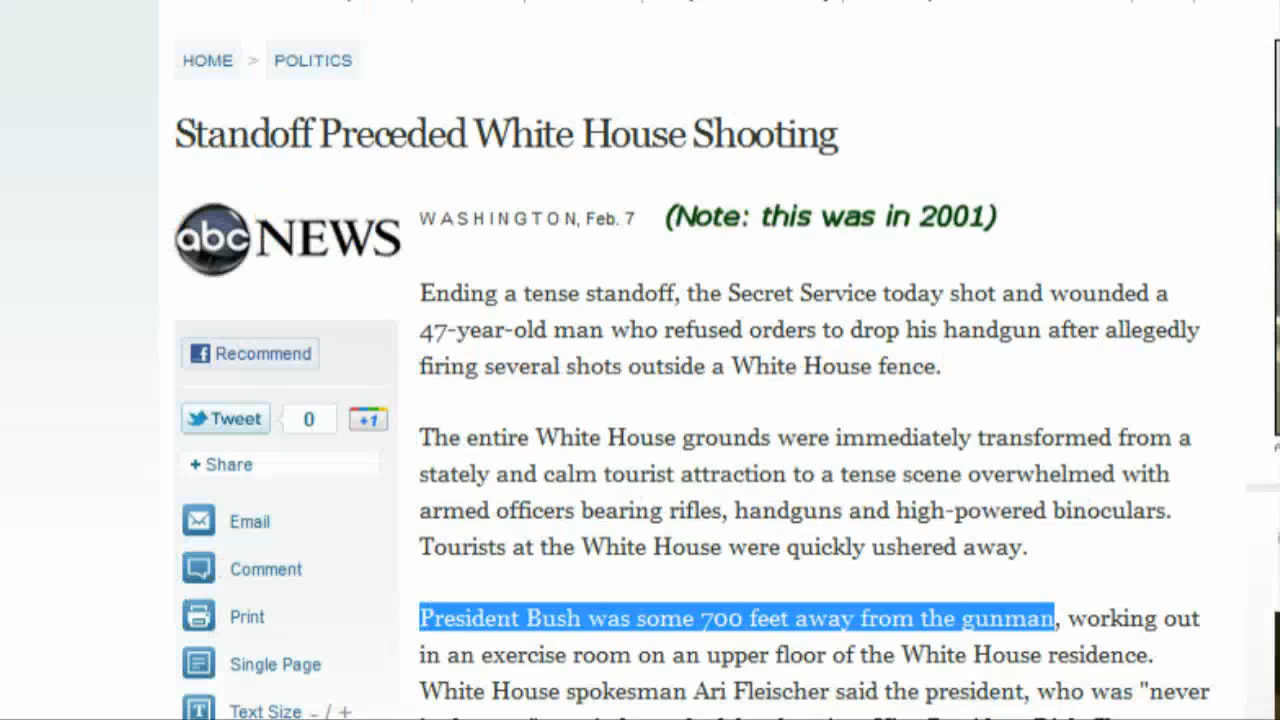 HOME > POLITICS
Standoff Preceded White House Shooting
abc NEWS
WASHINGTON, Feb. 7 (Note: this was in 2001)
Ending a tense standoff, the Secret Service today shot and wounded a
47-year-old man who refused orders to drop his handgun after allegedly
firing several shots outside a White House fence.
The entire White House grounds were immediately transformed from a
stately and calm tourist attraction to a tense scene overwhelmed with
armed officers bearing rifles, handguns and high-powered binoculars.
Tourists at the White House were quickly ushered away.
President Bush was some 700 feet away from the gunman, working out
in an exercise room on an upper floor of the White House residence.
White House spokesman Ari Fleischer said the president, who was "never
f Recommend
Tweet 0 +1
+ Share
Email
Comment
Print
Single Page
T Text Size - / +